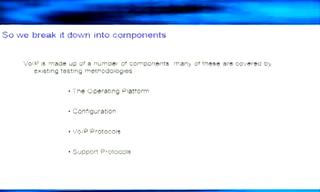 So we break it down into components
VoIP is made up of a number of components many of these are covered by
existing testing methodologies
• The Operating Platform
• Configuration
• VoIP Protocols
• Support Protocols